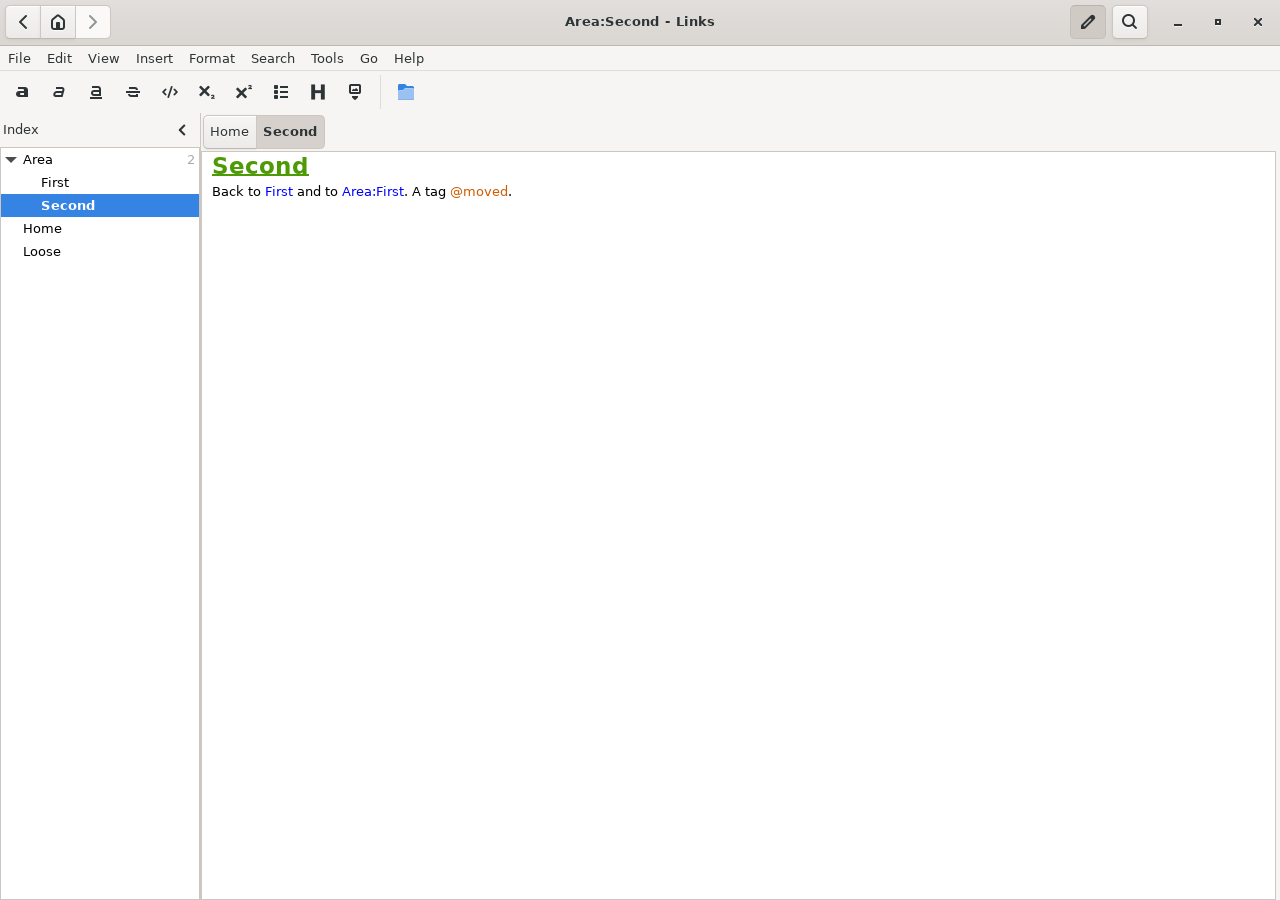 Area:Second - Links
File Edit View Insert Format Search Tools Go Help
Index
Home Second
Area 2
First
Second
Home
Loose
Second
Back to First and to Area:First. A tag @moved.